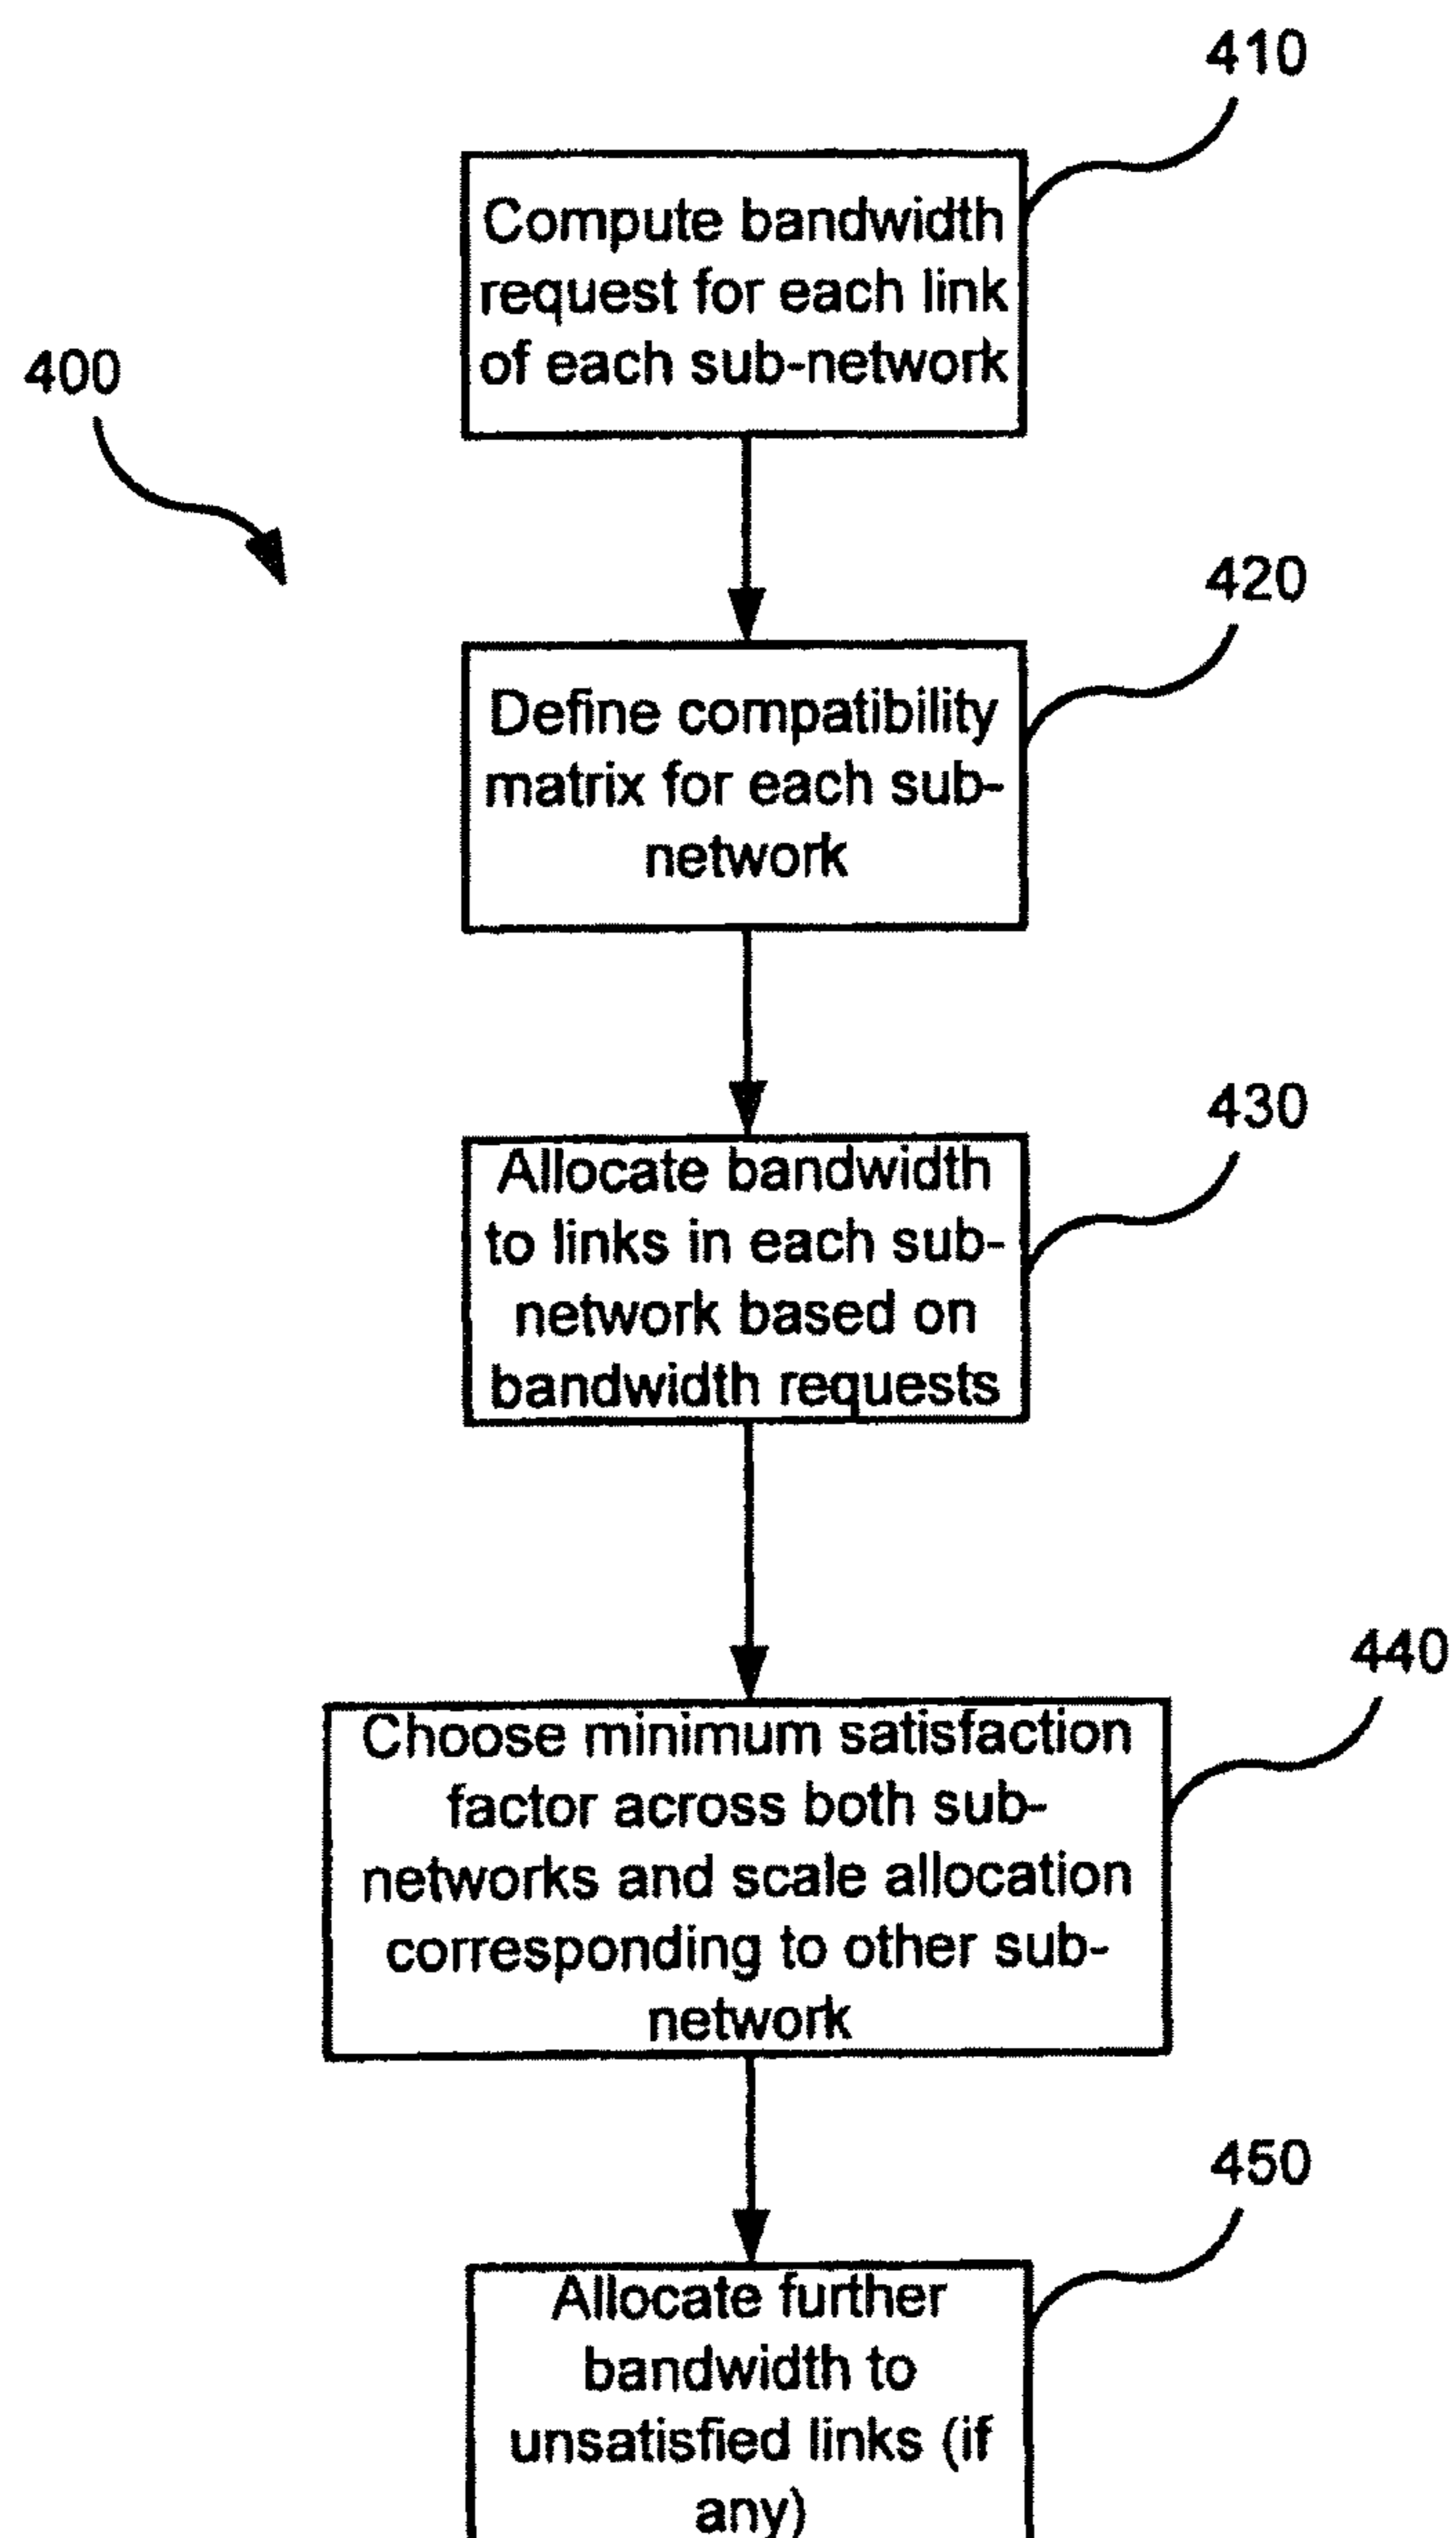 410
Compute bandwidth
request for each link
of each sub-network
400
420
Define compatibility
matrix for each sub-
network
430
Allocate bandwidth
to links in each sub-
network based on
bandwidth requests
440
Choose minimum satisfaction
factor across both sub-
networks and scale allocation
corresponding to other sub-
network
450
Allocate further
bandwidth to
unsatisfied links (if
any)